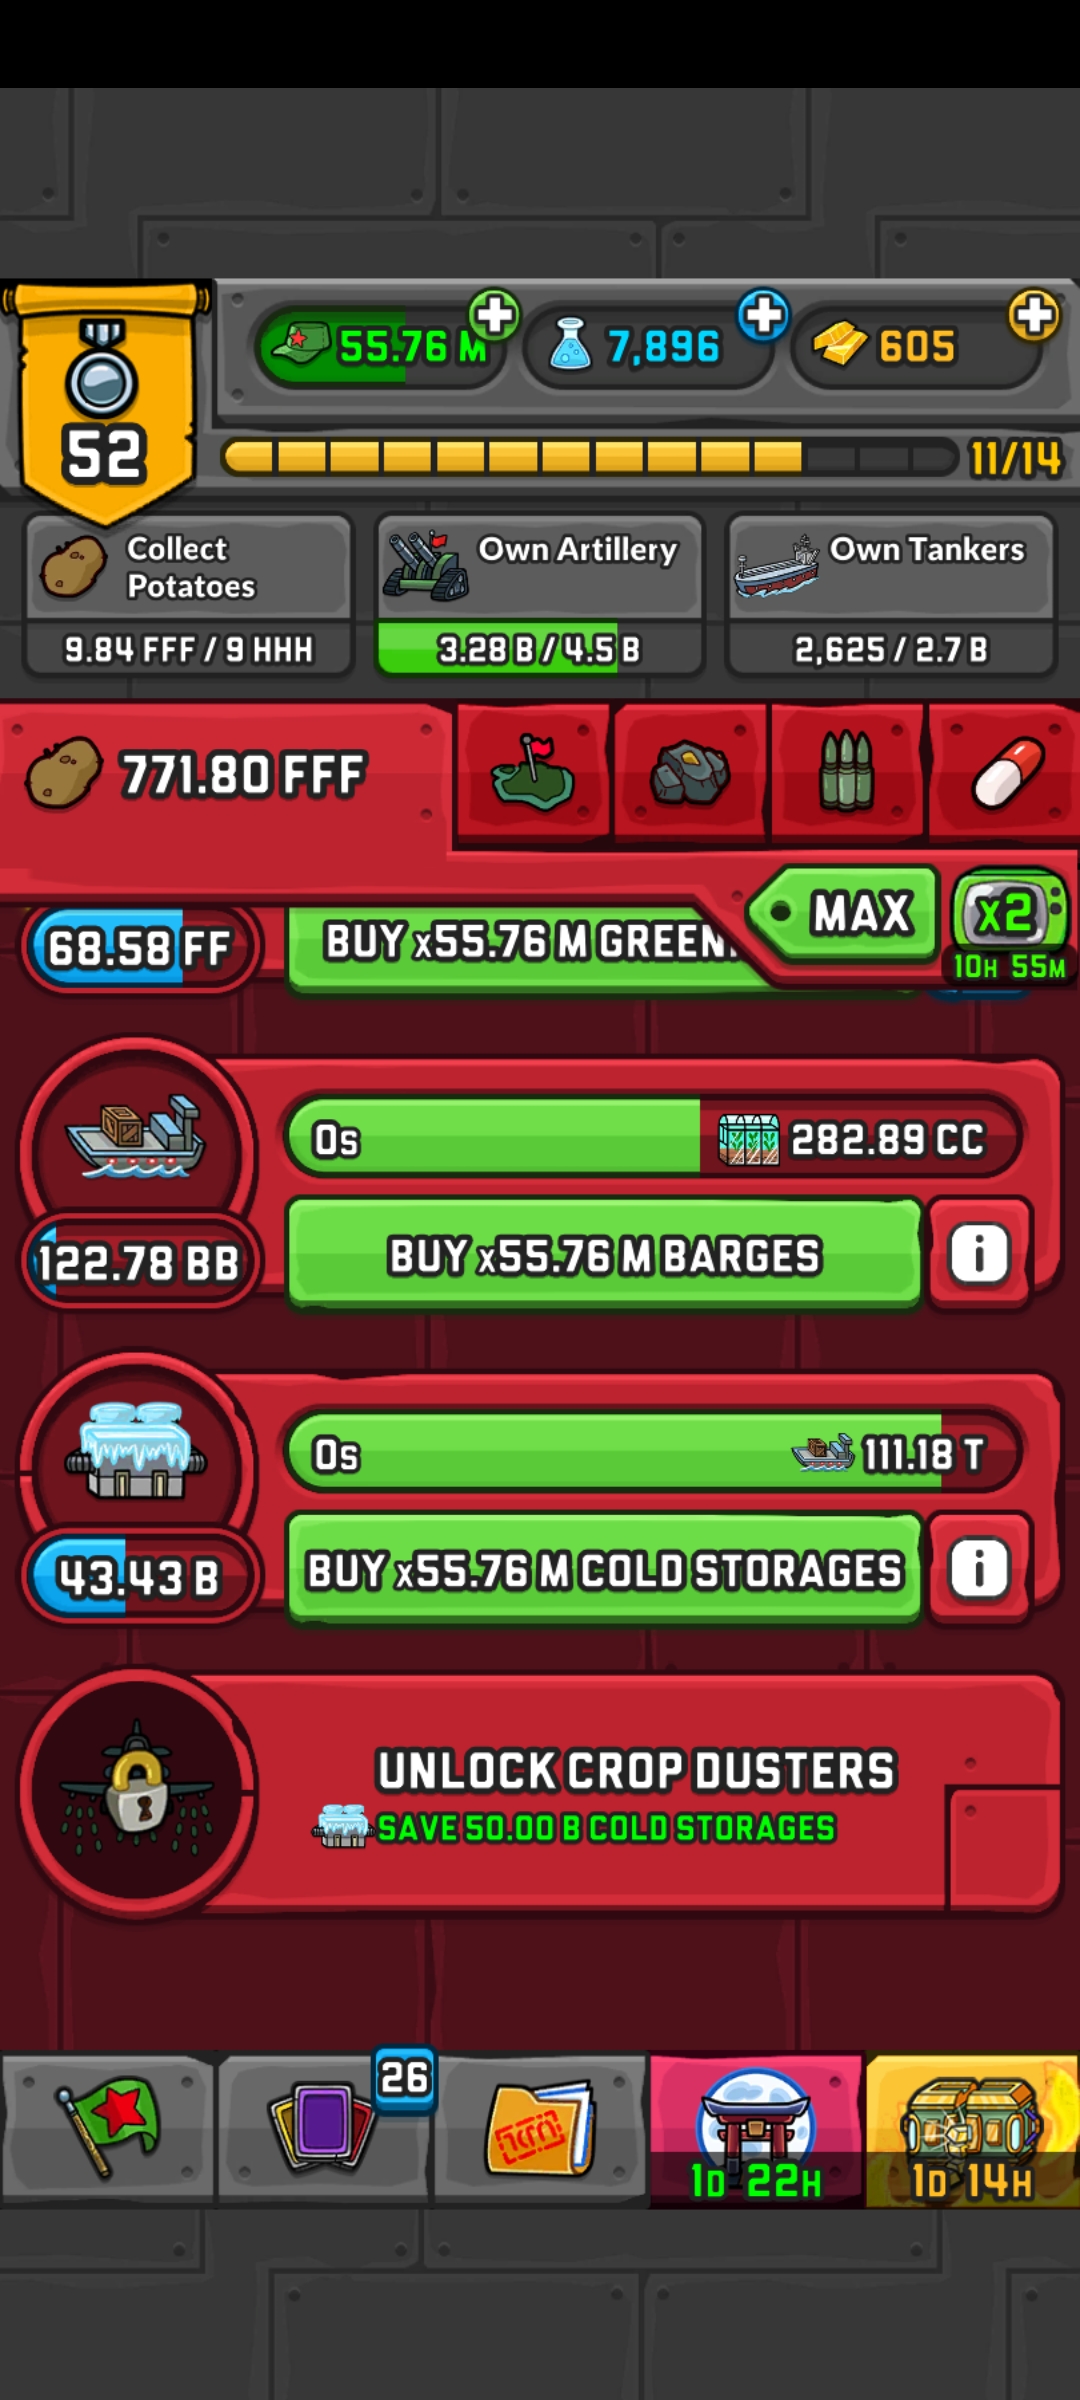 55.76 M
7,896
605
52
11/14
Collect
Potatoes
9.84 FFF / 9 HHH
Own Artillery
3.28 B / 4.5 B
Own Tankers
2,625 / 2.7 B
771.80 FFF
MAX
x2
10H 55M
68.58 FF
BUY x55.76 M GREEN
0s
282.89 CC
122.78 BB
BUY x55.76 M BARGES
i
0s
111.18 T
43.43 B
BUY x55.76 M COLD STORAGES
i
UNLOCK CROP DUSTERS
SAVE 50.00 B COLD STORAGES
26
1D 22H
1D 14H